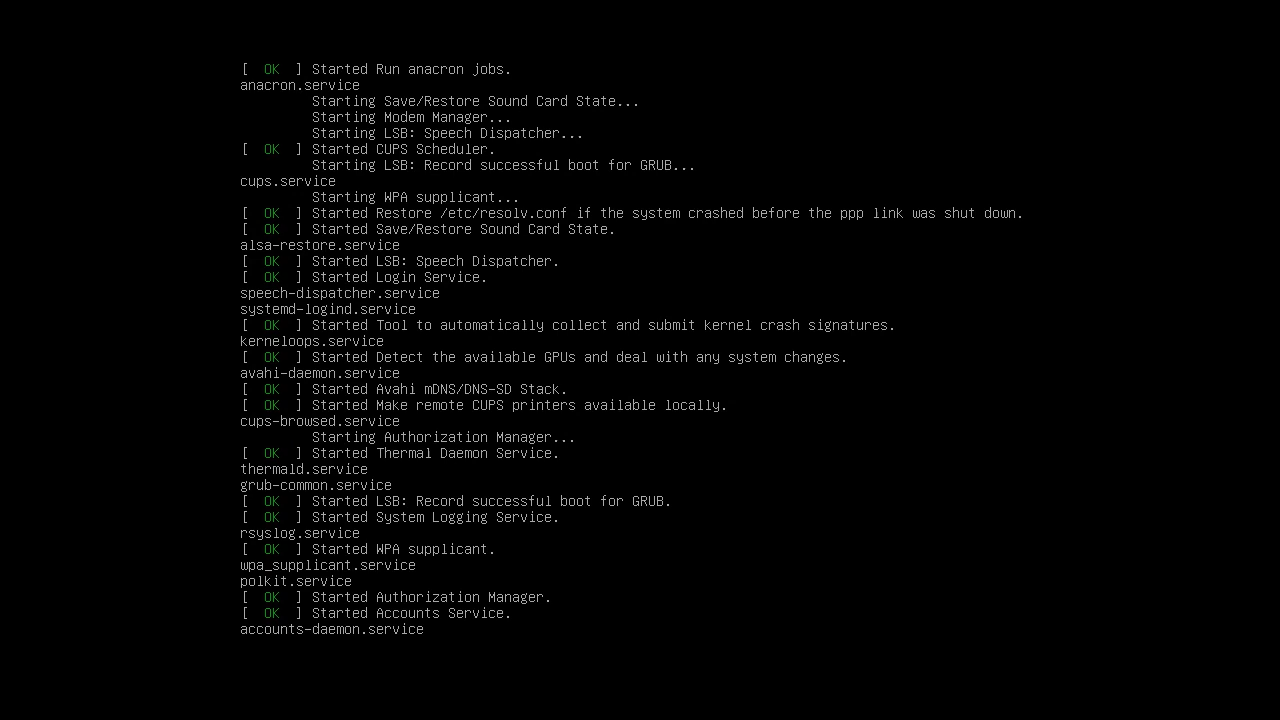 [  OK  ] Started Run anacron jobs.
anacron.service
         Starting Save/Restore Sound Card State...
         Starting Modem Manager...
         Starting LSB: Speech Dispatcher...
[  OK  ] Started CUPS Scheduler.
         Starting LSB: Record successful boot for GRUB...
cups.service
         Starting WPA supplicant...
[  OK  ] Started Restore /etc/resolv.conf if the system crashed before the ppp link was shut down.
[  OK  ] Started Save/Restore Sound Card State.
alsa-restore.service
[  OK  ] Started LSB: Speech Dispatcher.
[  OK  ] Started Login Service.
speech-dispatcher.service
systemd-logind.service
[  OK  ] Started Tool to automatically collect and submit kernel crash signatures.
kerneloops.service
[  OK  ] Started Detect the available GPUs and deal with any system changes.
avahi-daemon.service
[  OK  ] Started Avahi mDNS/DNS-SD Stack.
[  OK  ] Started Make remote CUPS printers available locally.
cups-browsed.service
         Starting Authorization Manager...
[  OK  ] Started Thermal Daemon Service.
thermald.service
grub-common.service
[  OK  ] Started LSB: Record successful boot for GRUB.
[  OK  ] Started System Logging Service.
rsyslog.service
[  OK  ] Started WPA supplicant.
wpa_supplicant.service
polkit.service
[  OK  ] Started Authorization Manager.
[  OK  ] Started Accounts Service.
accounts-daemon.service